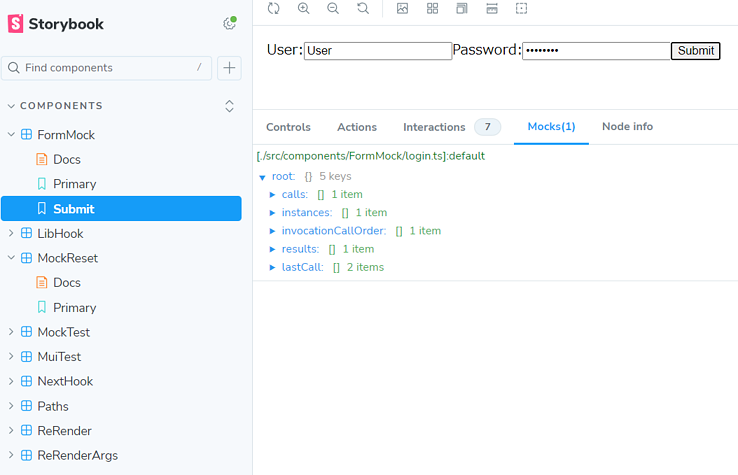 Storybook
Find components /
COMPONENTS
FormMock
Docs
Primary
Submit
LibHook
MockReset
Docs
Primary
MockTest
MuiTest
NextHook
Paths
ReRender
ReRenderArgs
User: User Password: •••••••• Submit
Controls Actions Interactions 7 Mocks(1) Node info
[./src/components/FormMock/login.ts]:default
root: {} 5 keys
calls: [] 1 item
instances: [] 1 item
invocationCallOrder: [] 1 item
results: [] 1 item
lastCall: [] 2 items